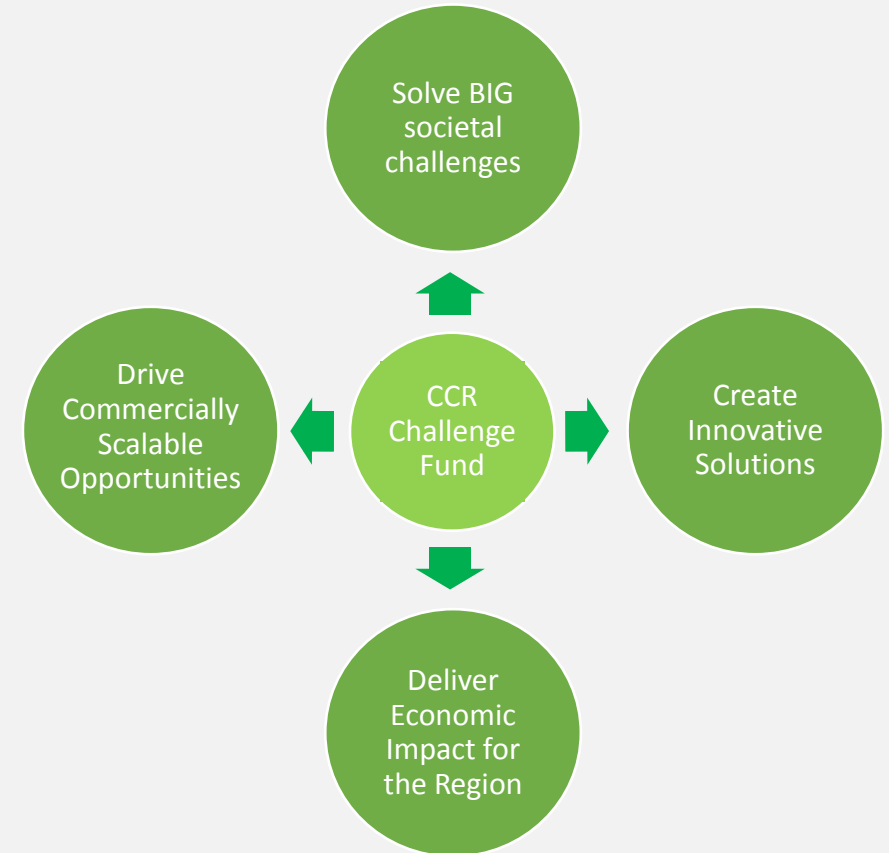 Solve BIG
societal
challenges
Drive
Commercially
Scalable
Opportunities
CCR
Challenge
Fund
Create
Innovative
Solutions
Deliver
Economic
Impact for
the Region